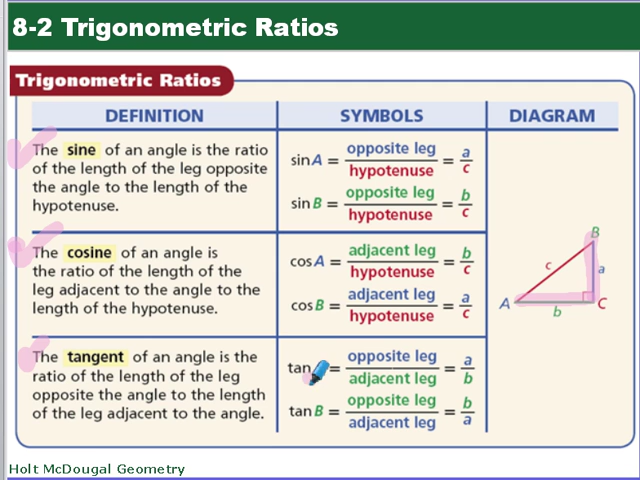 8-2 Trigonometric Ratios
Trigonometric Ratios
DEFINITION SYMBOLS DIAGRAM
The sine of an angle is the ratio
of the length of the leg opposite
the angle to the length of the
hypotenuse.
sin A = opposite leg / hypotenuse = a / c
sin B = opposite leg / hypotenuse = b / c
The cosine of an angle is
the ratio of the length of the
leg adjacent to the angle to the
length of the hypotenuse.
cos A = adjacent leg / hypotenuse = b / c
cos B = adjacent leg / hypotenuse = a / c
The tangent of an angle is the
ratio of the length of the leg
opposite the angle to the length
of the leg adjacent to the angle.
tan = opposite leg / adjacent leg = a / b
tan B = opposite leg / adjacent leg = b / a
B
c
a
A
b
C
Holt McDougal Geometry